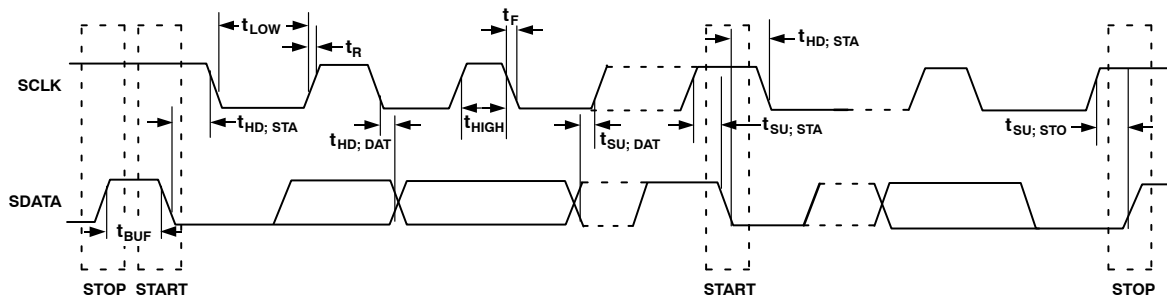 tLOW
tR
tF
tHD; STA
SCLK
tHD; STA
tHD; DAT
tHIGH
tSU; DAT
tSU; STA
tSU; STO
SDATA
tBUF
STOP START
START
STOP